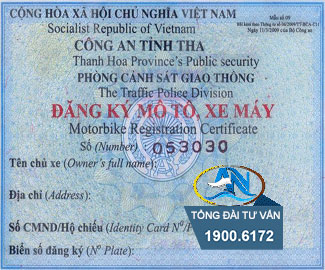 CỘNG HÒA XÃ HỘI CHỦ NGHĨA VIỆT NAM
Mẫu số 09
Socialist Republic of Vietnam
CÔNG AN TỈNH THA
Thanh Hoa Province's Public security
PHÒNG CẢNH SÁT GIAO THÔNG
The Traffic Police Division
ĐĂNG KÝ MÔ TÔ, XE MÁY
Motorbike Registration Certificate
Số (Number) 053030
Tên chủ xe (Owner's full name):
Địa chỉ (Address):
AN
TỔNG ĐÀI TƯ VẤN
1900.6172
Số CMND/Hộ chiếu (Identity Card Nº/
Biển số đăng ký (Nº Plate):